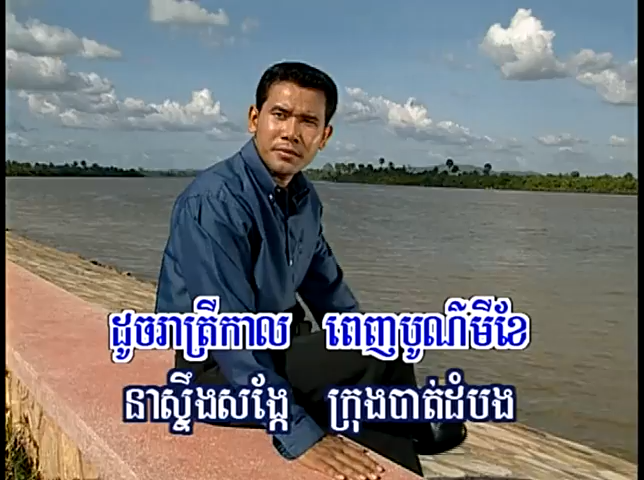 ដូចរាត្រីកាល ពេញបូណ៌មីខែ
នាស្ទឹងសង្កែ ក្រុងបាត់ដំបង